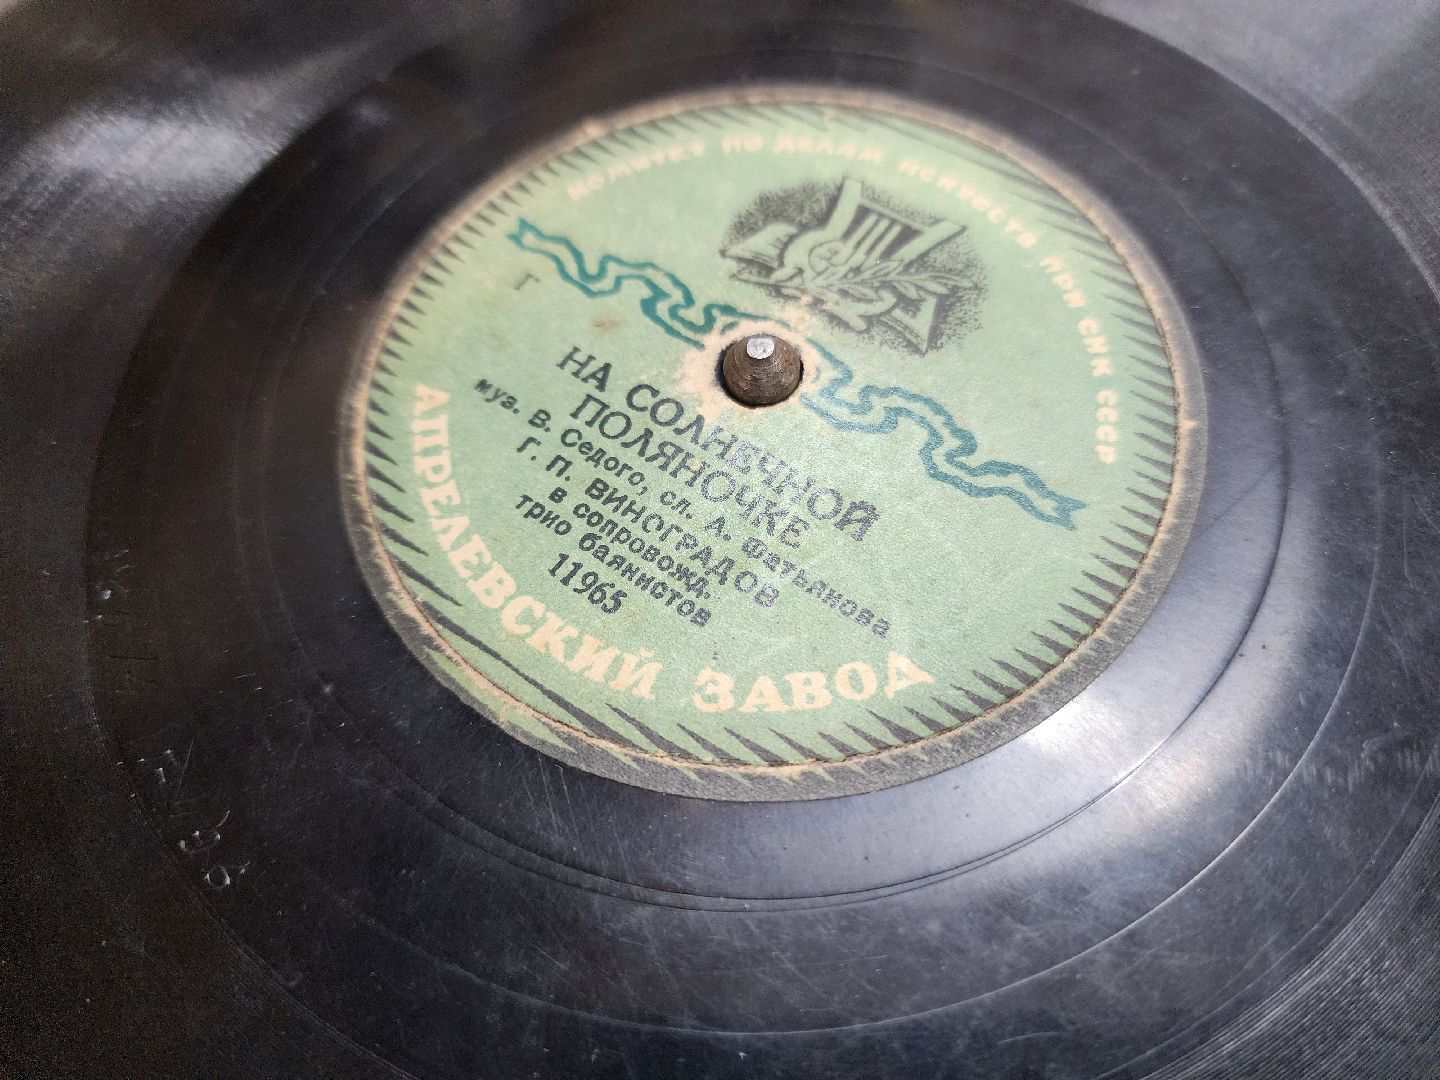 КОМИТЕТ ПО ДЕЛАМ ИСКУССТВ ПРИ СНК СССР
Г
НА СОЛНЕЧНОЙ
ПОЛЯНОЧКЕ
муз. В. Седого, сл. А. Фатьянова
Г. П. ВИНОГРАДОВ
в сопровожд.
трио баянистов
11965
АПРЕЛЕВСКИЙ ЗАВОД